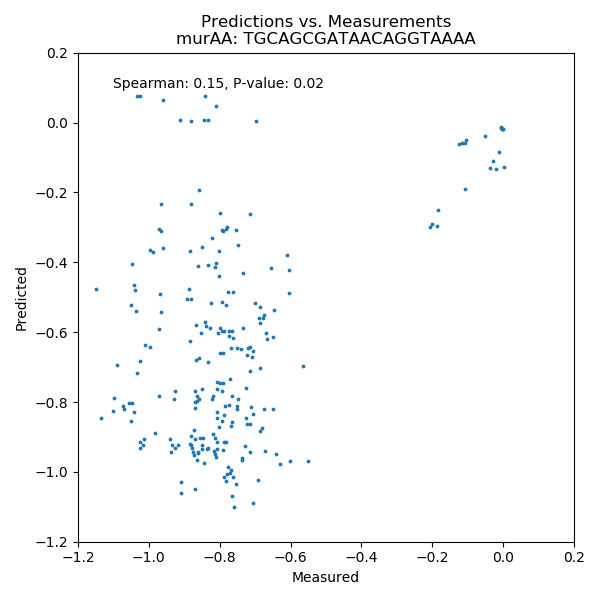 Predictions vs. Measurements
murAA: TGCAGCGATAACAGGTAAAA
Spearman: 0.15, P-value: 0.02
0.2
0.0
−0.2
−0.4
−0.6
−0.8
−1.0
−1.2
Predicted
−1.2 −1.0 −0.8 −0.6 −0.4 −0.2 0.0 0.2
Measured